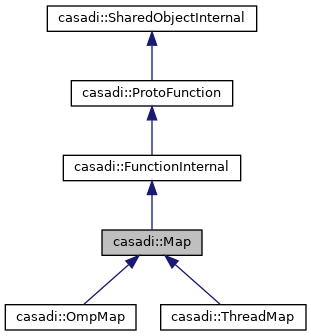 casadi::SharedObjectInternal
casadi::ProtoFunction
casadi::FunctionInternal
casadi::Map
casadi::OmpMap
casadi::ThreadMap